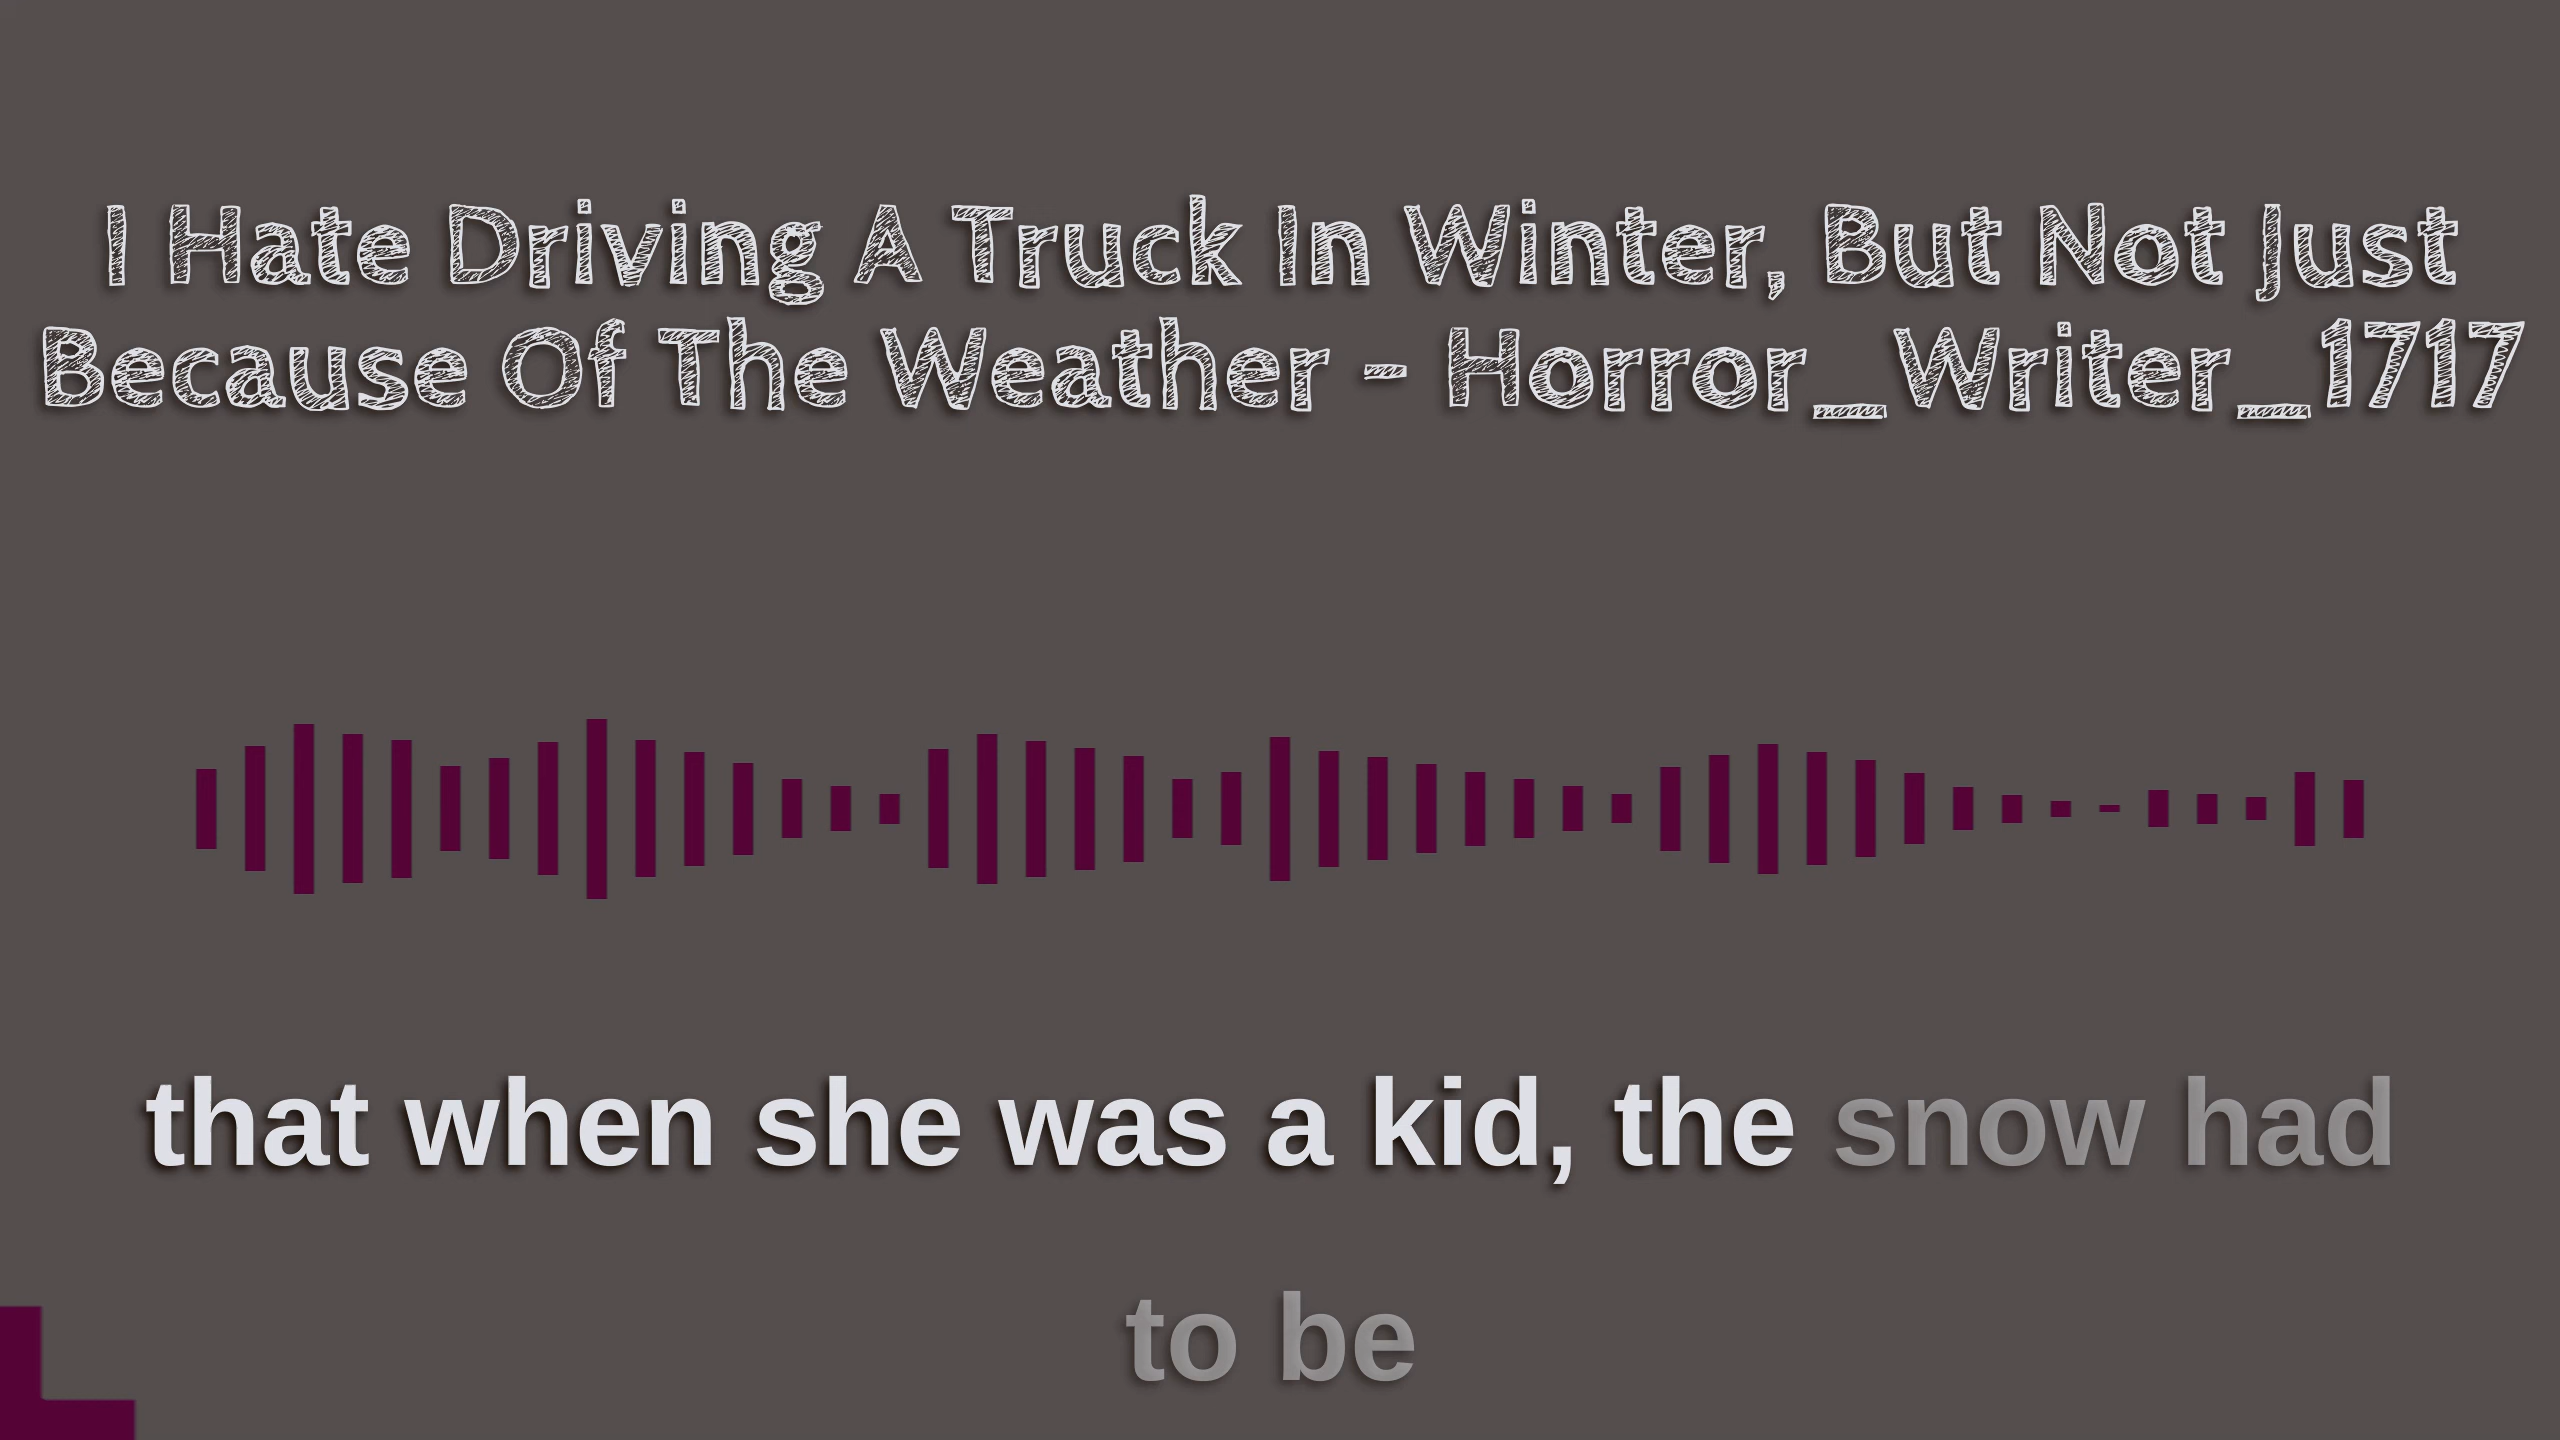 I Hate Driving A Truck In Winter, But Not Just
Because Of The Weather - Horror_Writer_1717
that when she was a kid, the snow had
to be